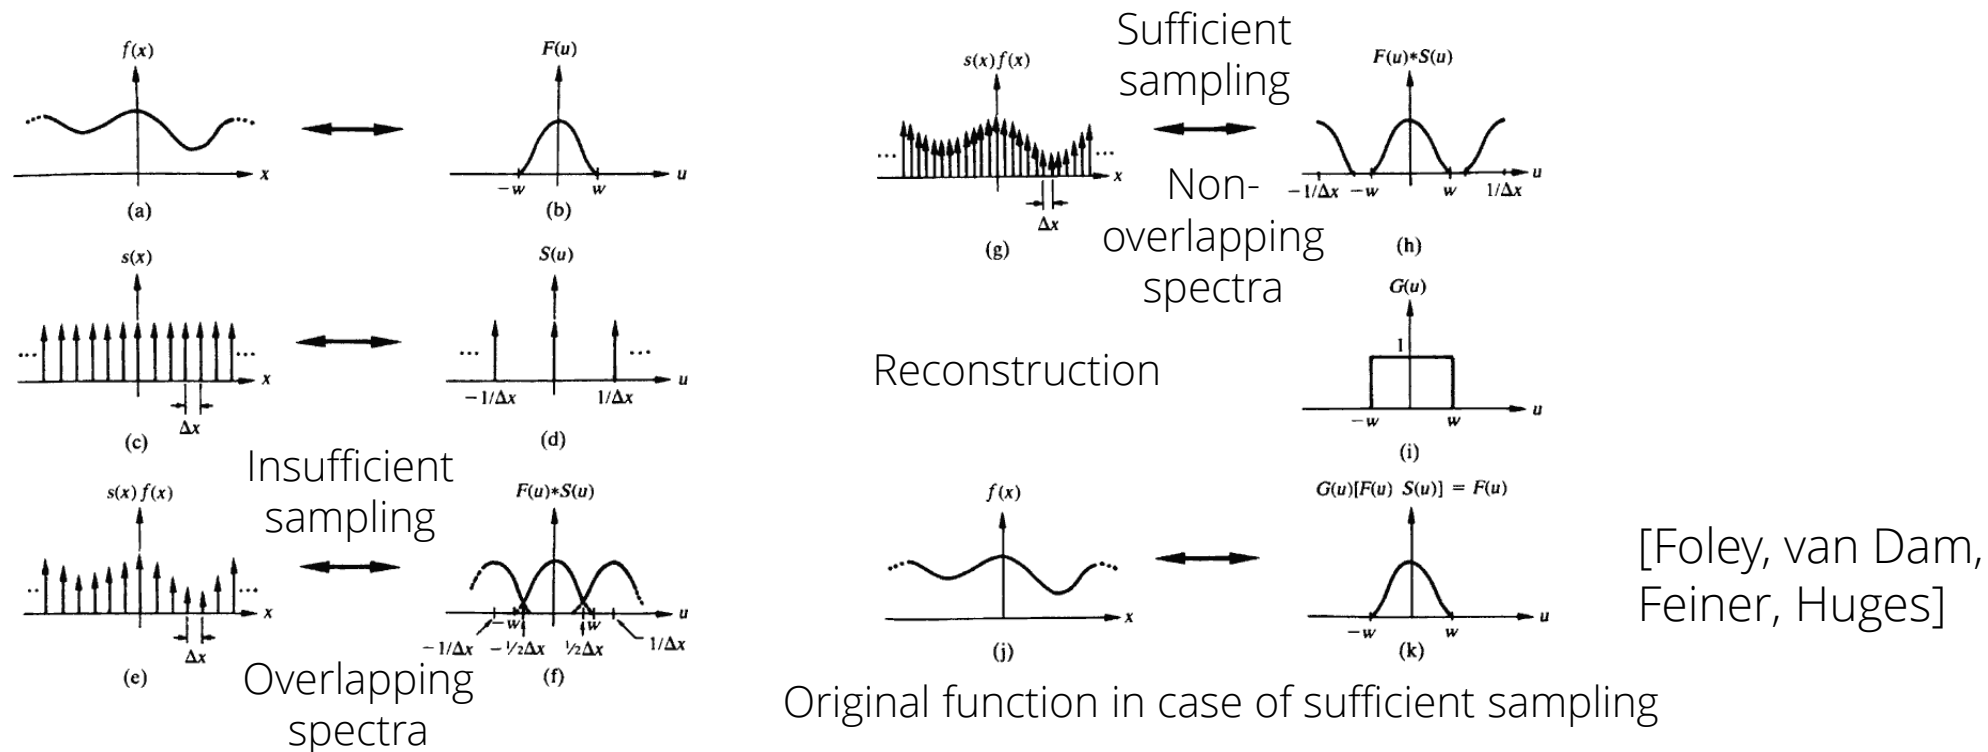 f(x)
x
(a)
F(u)
−w
w
u
(b)
s(x)
...
...
x
Δx
(c)
S(u)
...
...
−1/Δx
1/Δx
u
(d)
Insufficient
sampling
s(x) f(x)
..
...
x
Δx
(e)
F(u)*S(u)
u
−w
w
−1/Δx
−½Δx
½Δx
1/Δx
(f)
Overlapping
spectra
Sufficient
sampling
s(x) f(x)
...
...
x
Δx
(g)
F(u)*S(u)
−1/Δx
−w
w
1/Δx
u
(h)
Non-
overlapping
spectra
Reconstruction
G(u)
1
−w
w
u
(i)
f(x)
x
(j)
G(u)[F(u) S(u)] = F(u)
−w
w
u
(k)
[Foley, van Dam,
Feiner, Huges]
Original function in case of sufficient sampling